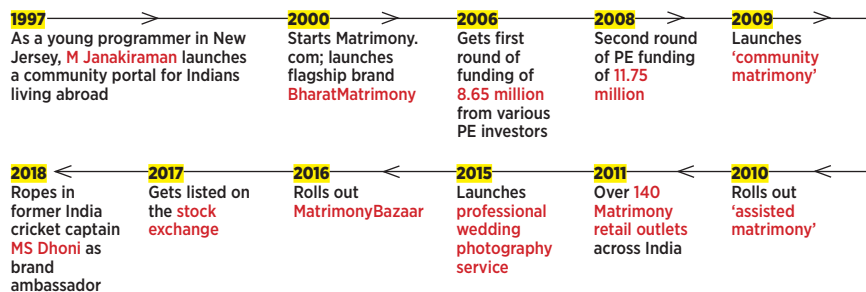 1997
As a young programmer in New
Jersey, M Janakiraman launches
a community portal for Indians
living abroad
2000
Starts Matrimony.
com; launches
flagship brand
BharatMatrimony
2006
Gets first
round of
funding of
8.65 million
from various
PE investors
2008
Second round
of PE funding
of 11.75
million
2009
Launches
‘community
matrimony’
2010
Rolls out
‘assisted
matrimony’
2011
Over 140
Matrimony
retail outlets
across India
2015
Launches
professional
wedding
photography
service
2016
Rolls out
MatrimonyBazaar
2017
Gets listed on
the stock
exchange
2018
Ropes in
former India
cricket captain
MS Dhoni as
brand
ambassador